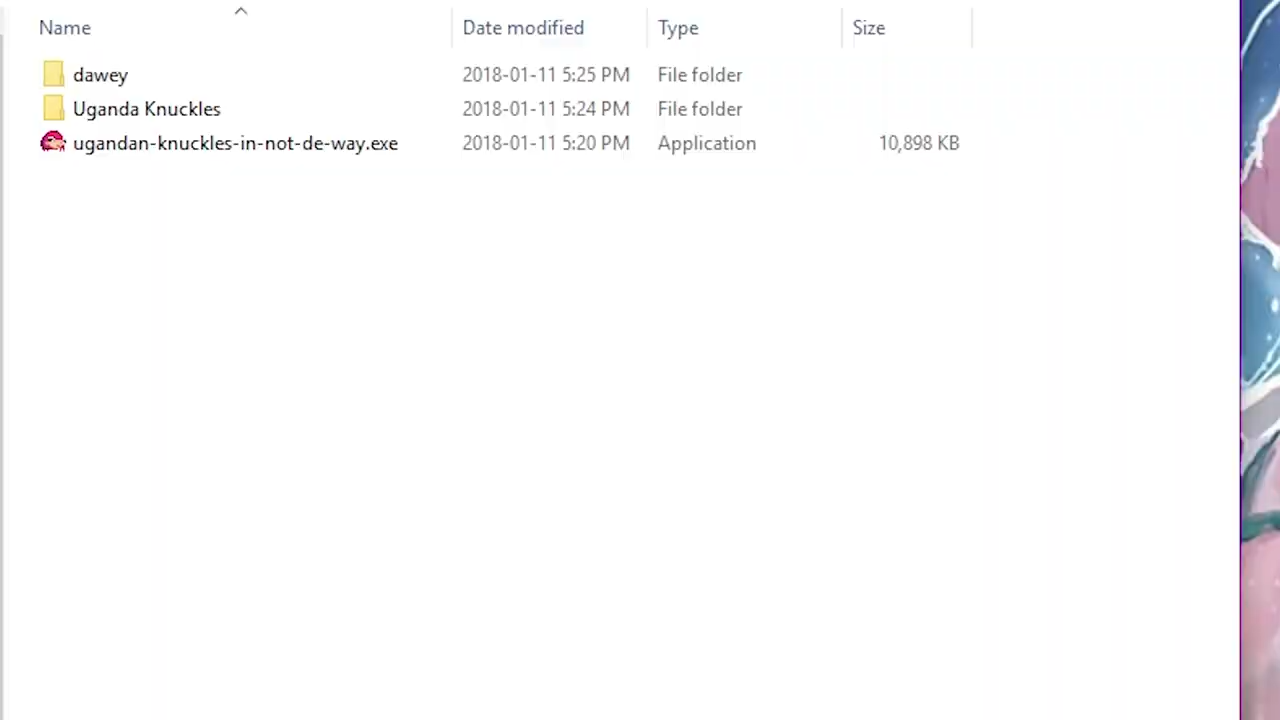 Name Date modified Type Size
dawey 2018-01-11 5:25 PM File folder
Uganda Knuckles 2018-01-11 5:24 PM File folder
ugandan-knuckles-in-not-de-way.exe 2018-01-11 5:20 PM Application 10,898 KB